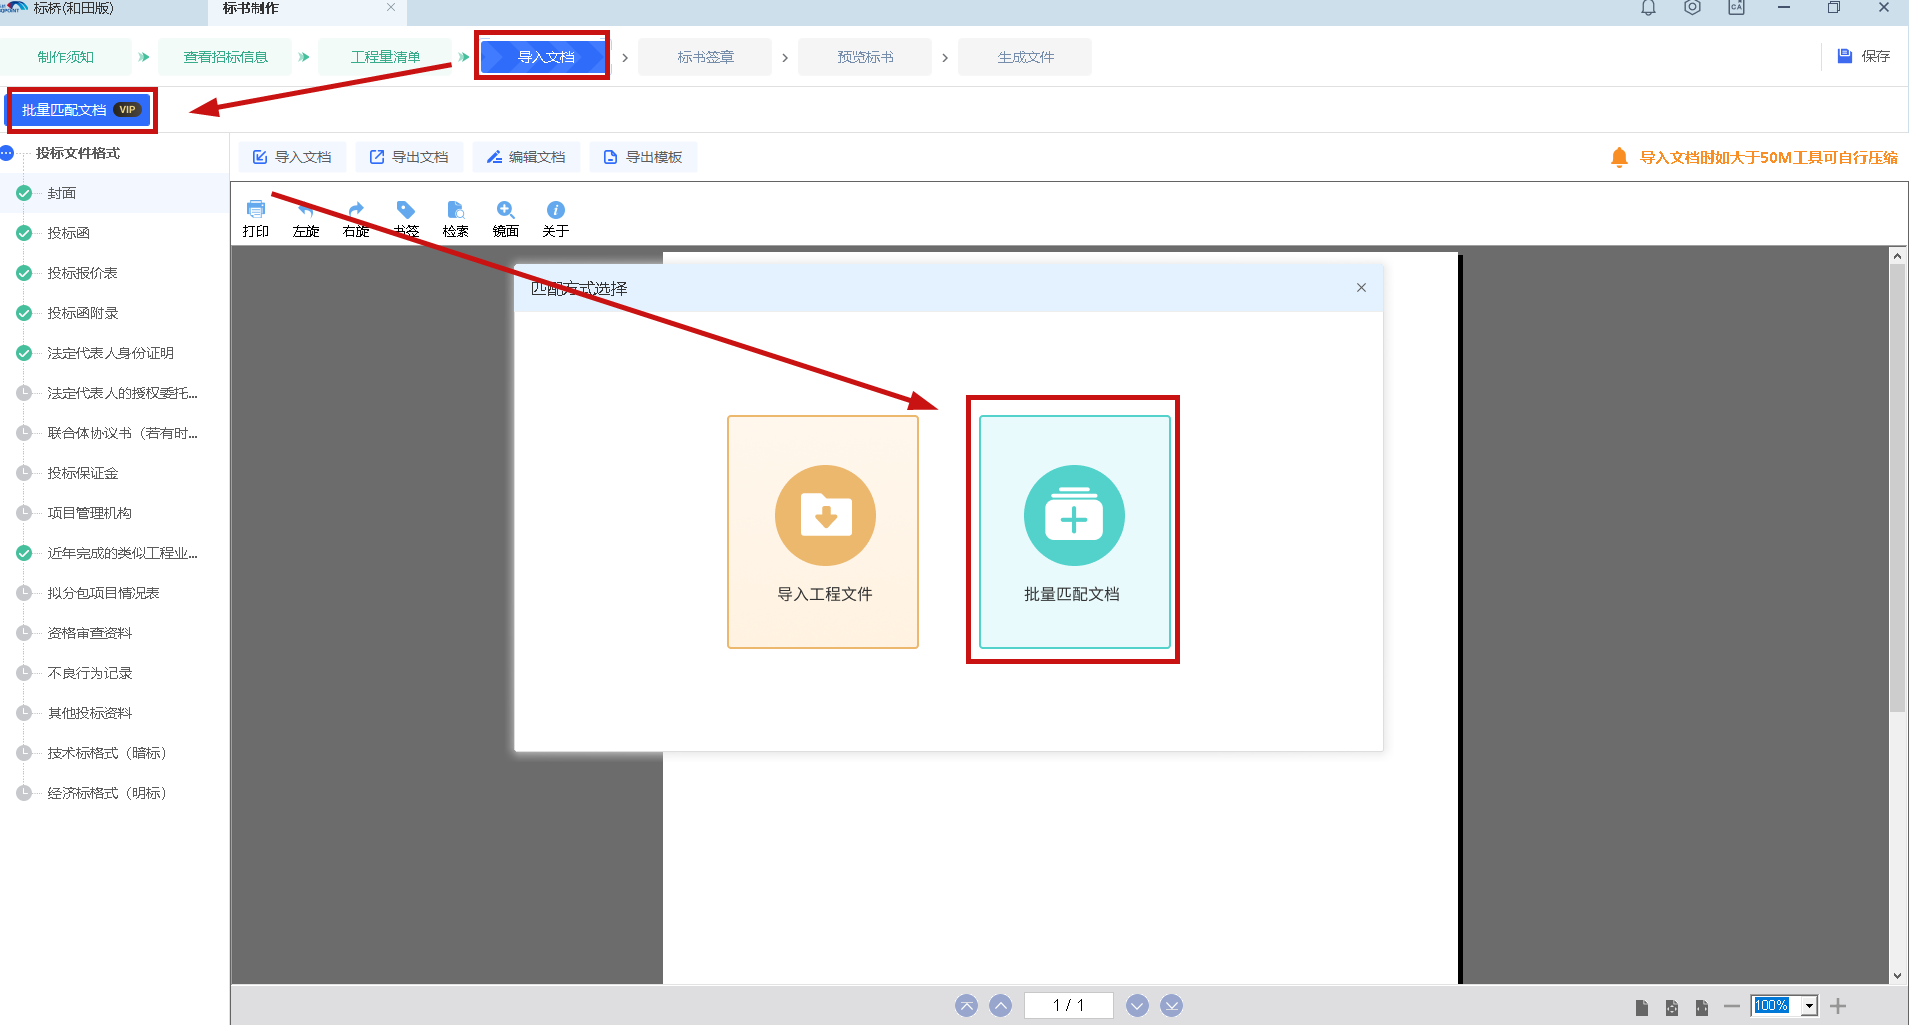 标桥(和田版)
标书制作
制作须知
查看招标信息
工程量清单
导入文档
标书签章
预览标书
生成文件
保存
批量匹配文档 VIP
投标文件格式
导入文档
导出文档
编辑文档
导出模板
导入文档时如大于50M工具可自行压缩
封面
投标函
投标报价表
投标函附录
法定代表人身份证明
法定代表人的授权委托...
联合体协议书（若有时...
投标保证金
项目管理机构
近年完成的类似工程业...
拟分包项目情况表
资格审查资料
不良行为记录
其他投标资料
技术标格式（暗标）
经济标格式（明标）
打印
左旋
右旋
书签
检索
镜面
关于
匹配方式选择
导入工程文件
批量匹配文档
1 / 1
100%